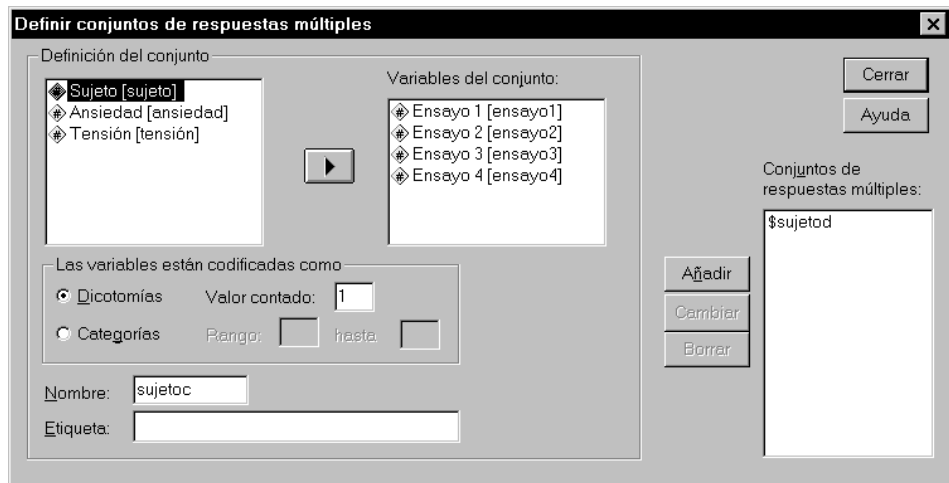 Definir conjuntos de respuestas múltiples
Definición del conjunto
Sujeto [sujeto]
Ansiedad [ansiedad]
Tensión [tensión]
Variables del conjunto:
Ensayo 1 [ensayo1]
Ensayo 2 [ensayo2]
Ensayo 3 [ensayo3]
Ensayo 4 [ensayo4]
Las variables están codificadas como
Dicotomías Valor contado: 1
Categorías Rango: hasta
Nombre: sujetoc
Etiqueta:
Cerrar
Ayuda
Conjuntos de
respuestas múltiples:
$sujetod
Añadir
Cambiar
Borrar